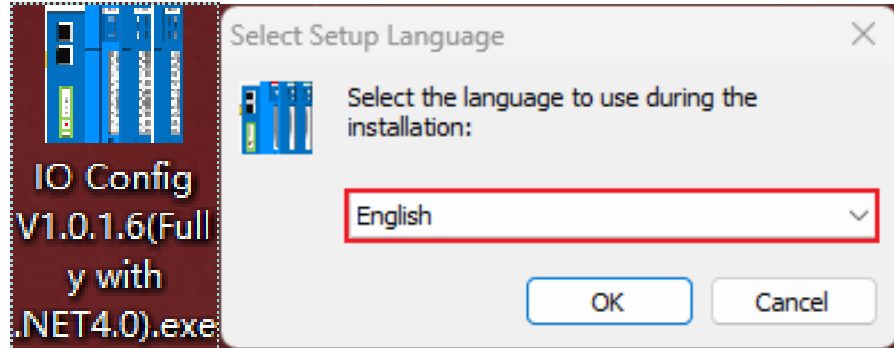 IO Config
V1.0.1.6(Full
y with
.NET4.0).exe
Select Setup Language
Select the language to use during the
installation:
English
OK
Cancel